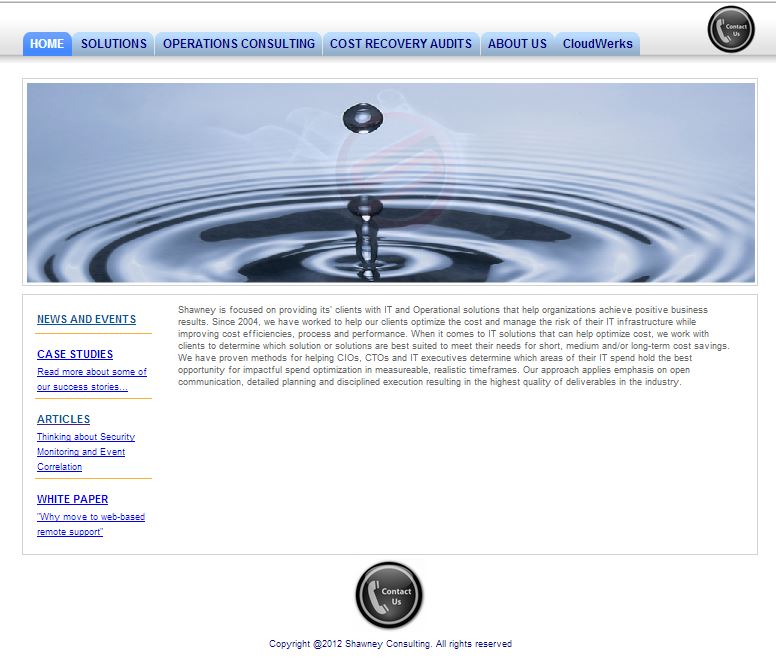 Contact
Us
HOME SOLUTIONS OPERATIONS CONSULTING COST RECOVERY AUDITS ABOUT US CloudWerks
NEWS AND EVENTS
CASE STUDIES
Read more about some of
our success stories...
ARTICLES
Thinking about Security
Monitoring and Event
Correlation
WHITE PAPER
"Why move to web-based
remote support"
Shawney is focused on providing its' clients with IT and Operational solutions that help organizations achieve positive business
results. Since 2004, we have worked to help our clients optimize the cost and manage the risk of their IT infrastructure while
improving cost efficiencies, process and performance. When it comes to IT solutions that can help optimize cost, we work with
clients to determine which solution or solutions are best suited to meet their needs for short, medium and/or long-term cost savings.
We have proven methods for helping CIOs, CTOs and IT executives determine which areas of their IT spend hold the best
opportunity for impactful spend optimization in measureable, realistic timeframes. Our approach applies emphasis on open
communication, detailed planning and disciplined execution resulting in the highest quality of deliverables in the industry.
Contact
Us
Copyright @2012 Shawney Consulting. All rights reserved